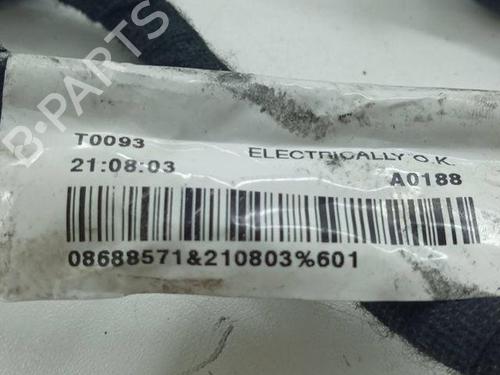 B-PARTS
T0093
ELECTRICALLY O.K.
21:08:03
A0188
08688571&210803%601